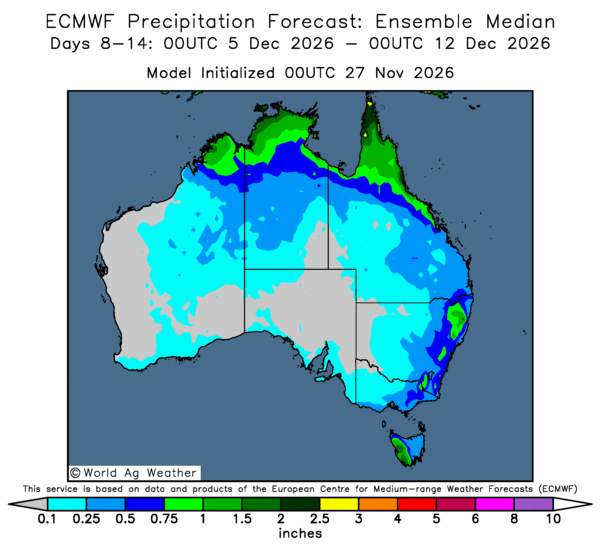 ECMWF Precipitation Forecast: Ensemble Median
Days 8-14: 00UTC 5 Dec 2026 – 00UTC 12 Dec 2026
Model Initialized 00UTC 27 Nov 2026
© World Ag Weather
This service is based on data and products of the European Centre for Medium-range Weather Forecasts (ECMWF)
0.1 0.25 0.5 0.75 1 1.5 2 2.5 3 4 5 6 8 10
inches